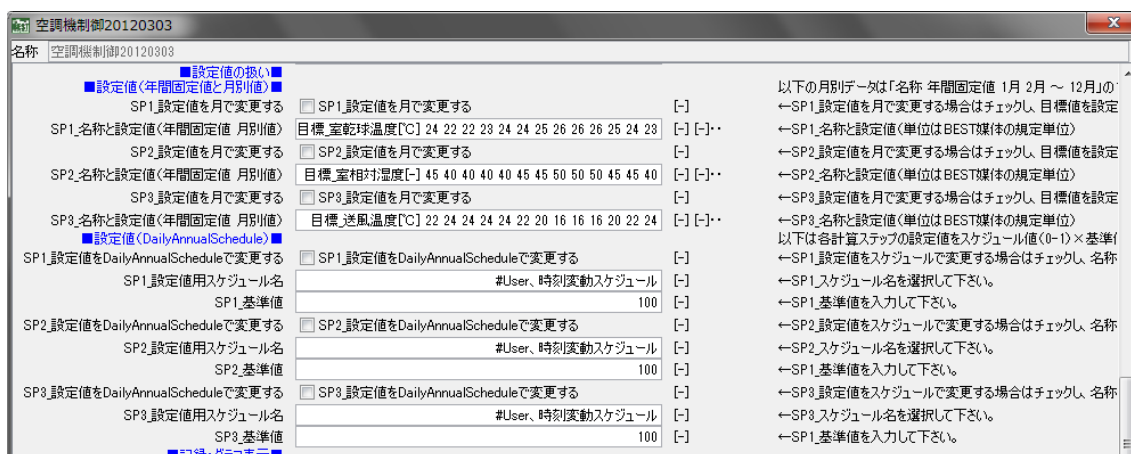 空調機制御20120303
名称 空調機制御20120303
■設定値の扱い■
■設定値(年間固定値と月別値)■ 以下の月別データは「名称 年間固定値 1月 2月 ～ 12月」の
SP1_設定値を月で変更する SP1_設定値を月で変更する [-] ←SP1_設定値を月で変更する場合はチェックし、目標値を設定
SP1_名称と設定値(年間固定値 月別値) 目標_室乾球温度[℃] 24 22 22 23 24 24 25 26 26 26 25 24 23 [-] [-]・・ ←SP1_名称と設定値(単位はBEST媒体の規定単位)
SP2_設定値を月で変更する SP2_設定値を月で変更する [-] ←SP2_設定値を月で変更する場合はチェックし、目標値を設定
SP2_名称と設定値(年間固定値 月別値) 目標_室相対湿度[-] 45 40 40 40 40 45 45 50 50 50 45 45 40 [-] [-]・・ ←SP2_名称と設定値(単位はBEST媒体の規定単位)
SP3_設定値を月で変更する SP3_設定値を月で変更する [-] ←SP3_設定値を月で変更する場合はチェックし、目標値を設定
SP3_名称と設定値(年間固定値 月別値) 目標_送風温度[℃] 22 24 24 24 24 22 20 16 16 16 20 22 24 [-] [-]・・ ←SP3_名称と設定値(単位はBEST媒体の規定単位)
■設定値(DailyAnnualSchedule)■ 以下は各計算ステップの設定値をスケジュール値(0-1)×基準値
SP1_設定値をDailyAnnualScheduleで変更する SP1_設定値をDailyAnnualScheduleで変更する [-] ←SP1_設定値をスケジュールで変更する場合はチェックし、名称
SP1_設定値用スケジュール名 #User、時刻変動スケジュール [-] ←SP1_スケジュール名を選択して下さい。
SP1_基準値 100 [-] ←SP1_基準値を入力して下さい。
SP2_設定値をDailyAnnualScheduleで変更する SP2_設定値をDailyAnnualScheduleで変更する [-] ←SP2_設定値をスケジュールで変更する場合はチェックし、名称
SP2_設定値用スケジュール名 #User、時刻変動スケジュール [-] ←SP2_スケジュール名を選択して下さい。
SP2_基準値 100 [-] ←SP1_基準値を入力して下さい。
SP3_設定値をDailyAnnualScheduleで変更する SP3_設定値をDailyAnnualScheduleで変更する [-] ←SP3_設定値をスケジュールで変更する場合はチェックし、名称
SP3_設定値用スケジュール名 #User、時刻変動スケジュール [-] ←SP3_スケジュール名を選択して下さい。
SP3_基準値 100 [-] ←SP1_基準値を入力して下さい。